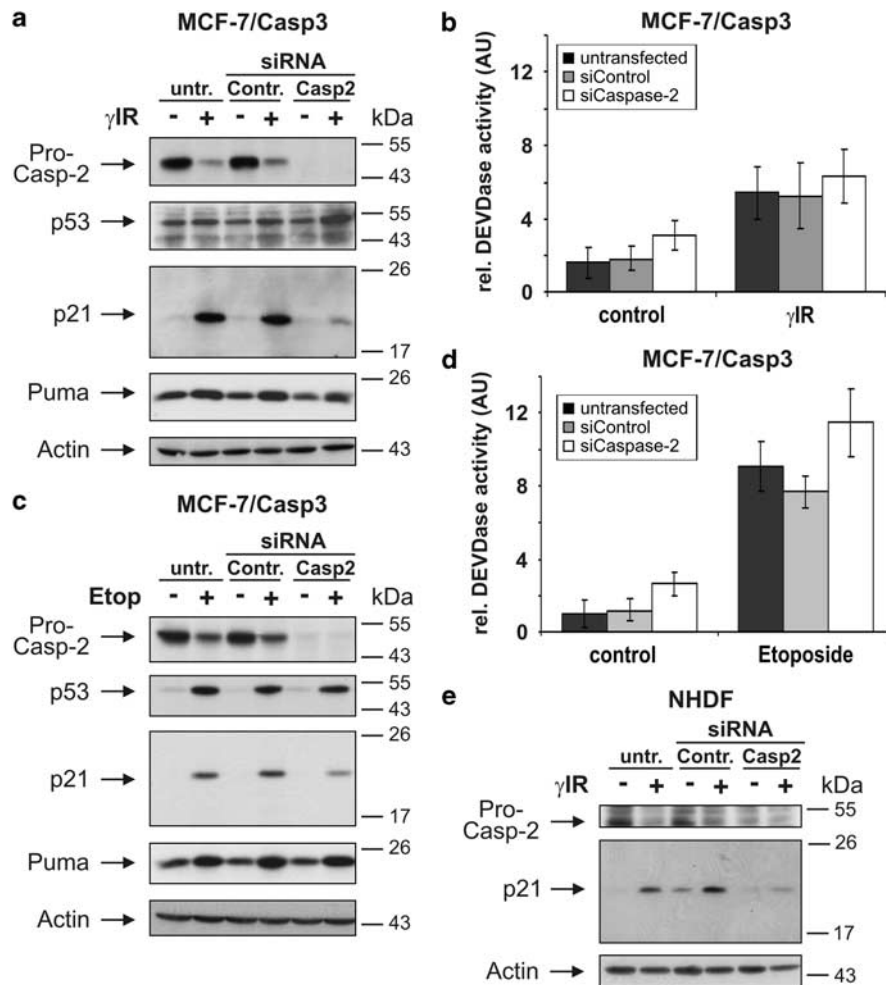 a
MCF-7/Casp3
siRNA
untr. Contr. Casp2
γIR - + - + - + kDa
Pro-
Casp-2
55
43
p53
55
43
p21
26
17
Puma
26
Actin
43
b
MCF-7/Casp3
rel. DEVDase activity (AU)
12
8
4
0
untransfected
siControl
siCaspase-2
control γIR
c
MCF-7/Casp3
siRNA
untr. Contr. Casp2
Etop - + - + - + kDa
Pro-
Casp-2
55
43
p53
55
43
p21
26
17
Puma
26
Actin
43
d
MCF-7/Casp3
rel. DEVDase activity (AU)
12
8
4
0
untransfected
siControl
siCaspase-2
control Etoposide
e
NHDF
siRNA
untr. Contr. Casp2
γIR - + - + - + kDa
Pro-
Casp-2
55
p21
26
17
Actin
43